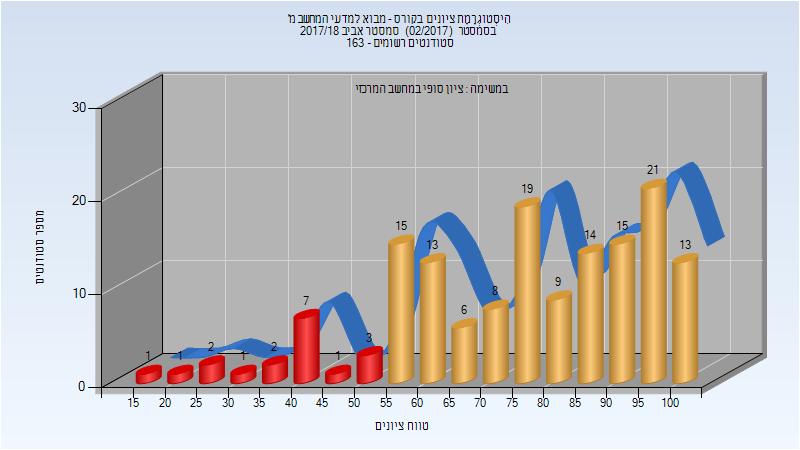 היסטוגרמת ציונים בקורס - מבוא למדעי המחשב מ'
בסמסטר (02/2017) סמסטר אביב 2017/18
סטודנטים רשומים - 163
במשימה : ציון סופי במחשב המרכזי
מספר סטודנטים
30
20
10
0
1 1 2 1 2 7 1 3 15 13 6 8 19 9 14 15 21 13
15 20 25 30 35 40 45 50 55 60 65 70 75 80 85 90 95 100
טווח ציונים